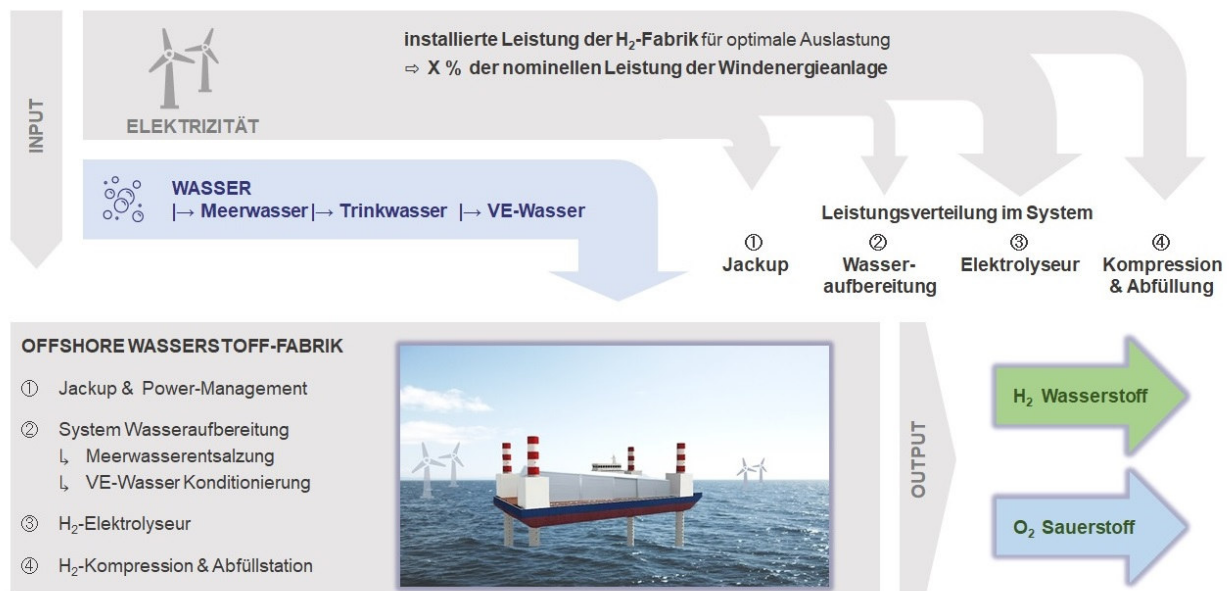 INPUT
installierte Leistung der H₂-Fabrik für optimale Auslastung
⇨ X % der nominellen Leistung der Windenergieanlage
ELEKTRIZITÄT
WASSER
|→ Meerwasser |→ Trinkwasser |→ VE-Wasser
Leistungsverteilung im System
① Jackup
② Wasser-
aufbereitung
③ Elektrolyseur
④ Kompression
& Abfüllung
OFFSHORE WASSERSTOFF-FABRIK
① Jackup & Power-Management
② System Wasseraufbereitung
↳ Meerwasserentsalzung
↳ VE-Wasser Konditionierung
③ H₂-Elektrolyseur
④ H₂-Kompression & Abfüllstation
OUTPUT
H₂ Wasserstoff
O₂ Sauerstoff